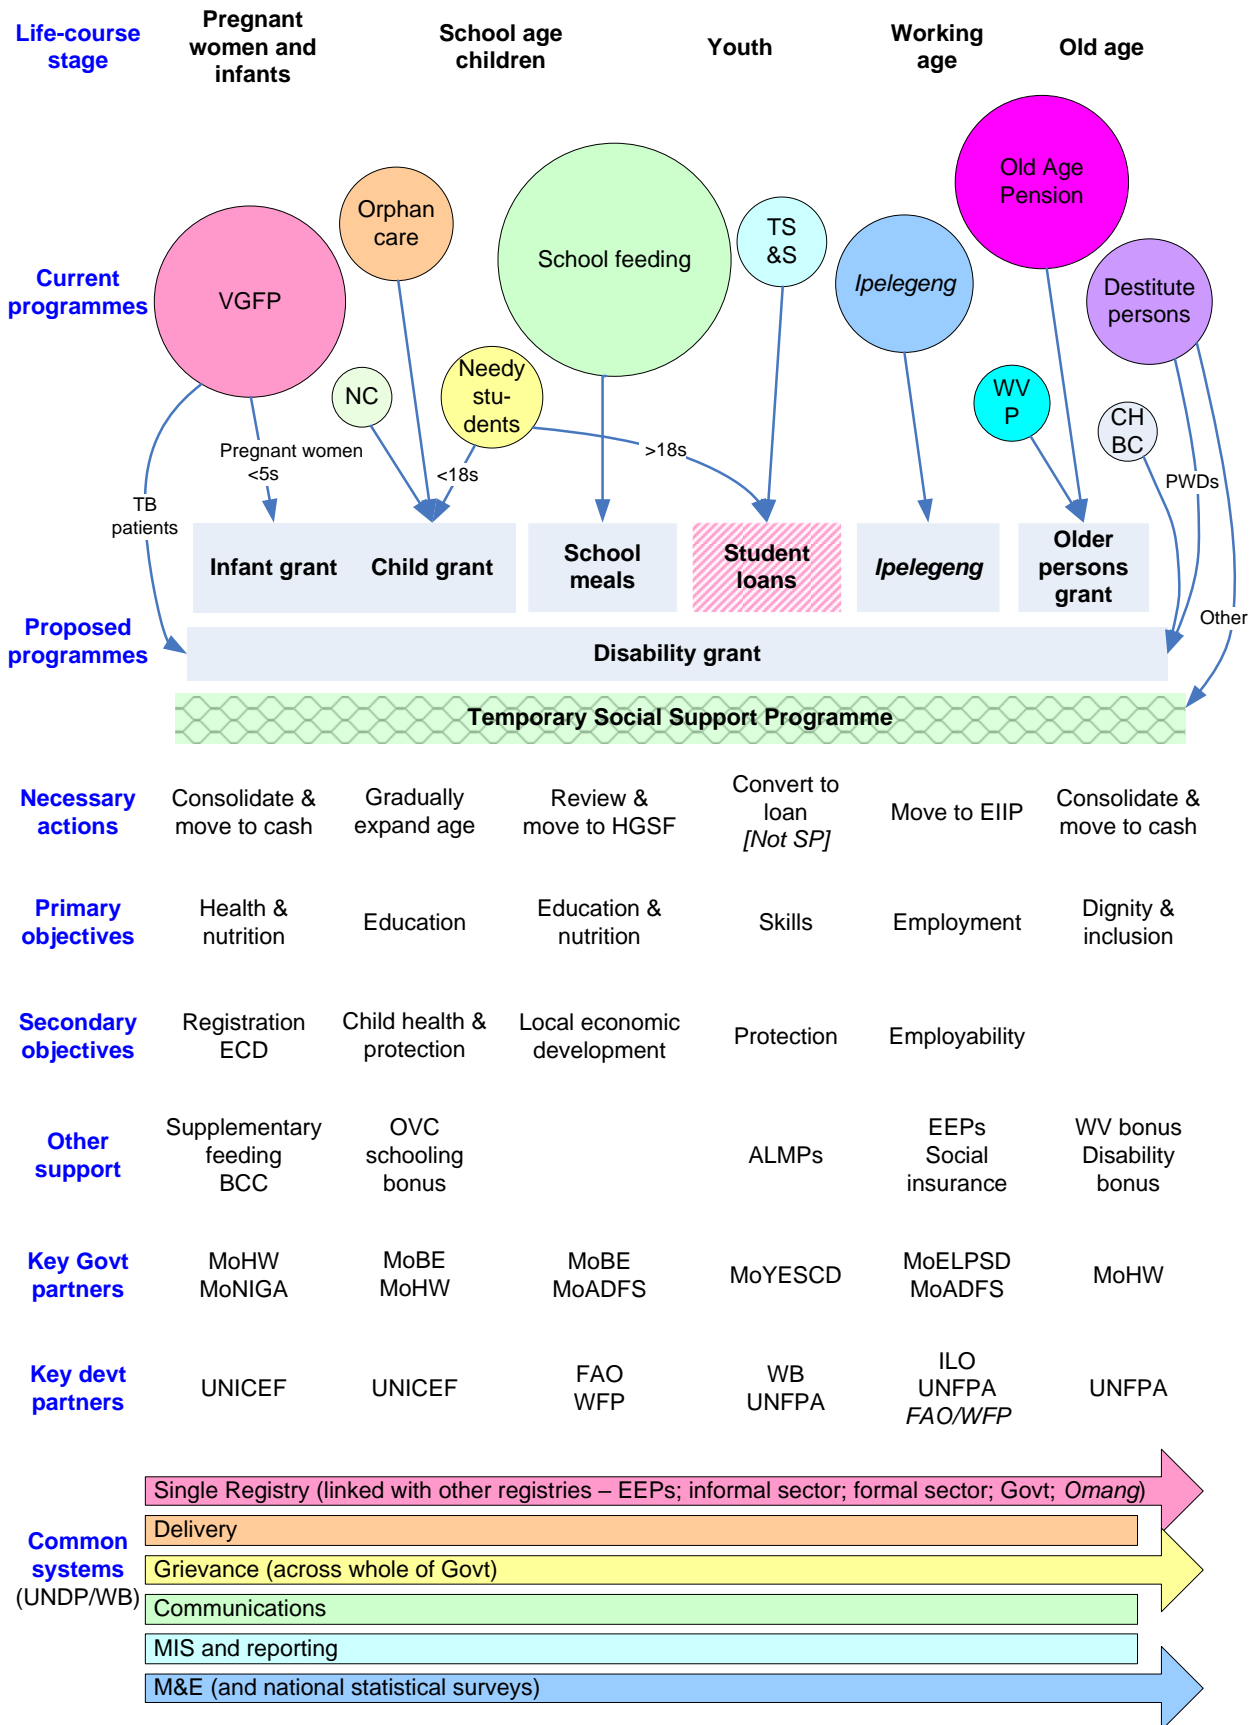 Life-course
stage
Pregnant
women and
infants
School age
children
Youth
Working
age
Old age
Current
programmes
VGFP
Orphan
care
School feeding
TS
&S
Ipelegeng
Old Age
Pension
Destitute
persons
NC
Needy
stu-
dents
WV
P
CH
BC
Pregnant women
<5s
<18s
>18s
TB
patients
PWDs
Other
Infant grant
Child grant
School
meals
Student
loans
Ipelegeng
Older
persons
grant
Proposed
programmes
Disability grant
Temporary Social Support Programme
Necessary
actions
Consolidate &
move to cash
Gradually
expand age
Review &
move to HGSF
Convert to
loan
[Not SP]
Move to EIIP
Consolidate &
move to cash
Primary
objectives
Health &
nutrition
Education
Education &
nutrition
Skills
Employment
Dignity &
inclusion
Secondary
objectives
Registration
ECD
Child health &
protection
Local economic
development
Protection
Employability
Other
support
Supplementary
feeding
BCC
OVC
schooling
bonus
ALMPs
EEPs
Social
insurance
WV bonus
Disability
bonus
Key Govt
partners
MoHW
MoNIGA
MoBE
MoHW
MoBE
MoADFS
MoYESCD
MoELPSD
MoADFS
MoHW
Key devt
partners
UNICEF
UNICEF
FAO
WFP
WB
UNFPA
ILO
UNFPA
FAO/WFP
UNFPA
Common
systems
(UNDP/WB)
Single Registry (linked with other registries – EEPs; informal sector; formal sector; Govt; Omang)
Delivery
Grievance (across whole of Govt)
Communications
MIS and reporting
M&E (and national statistical surveys)